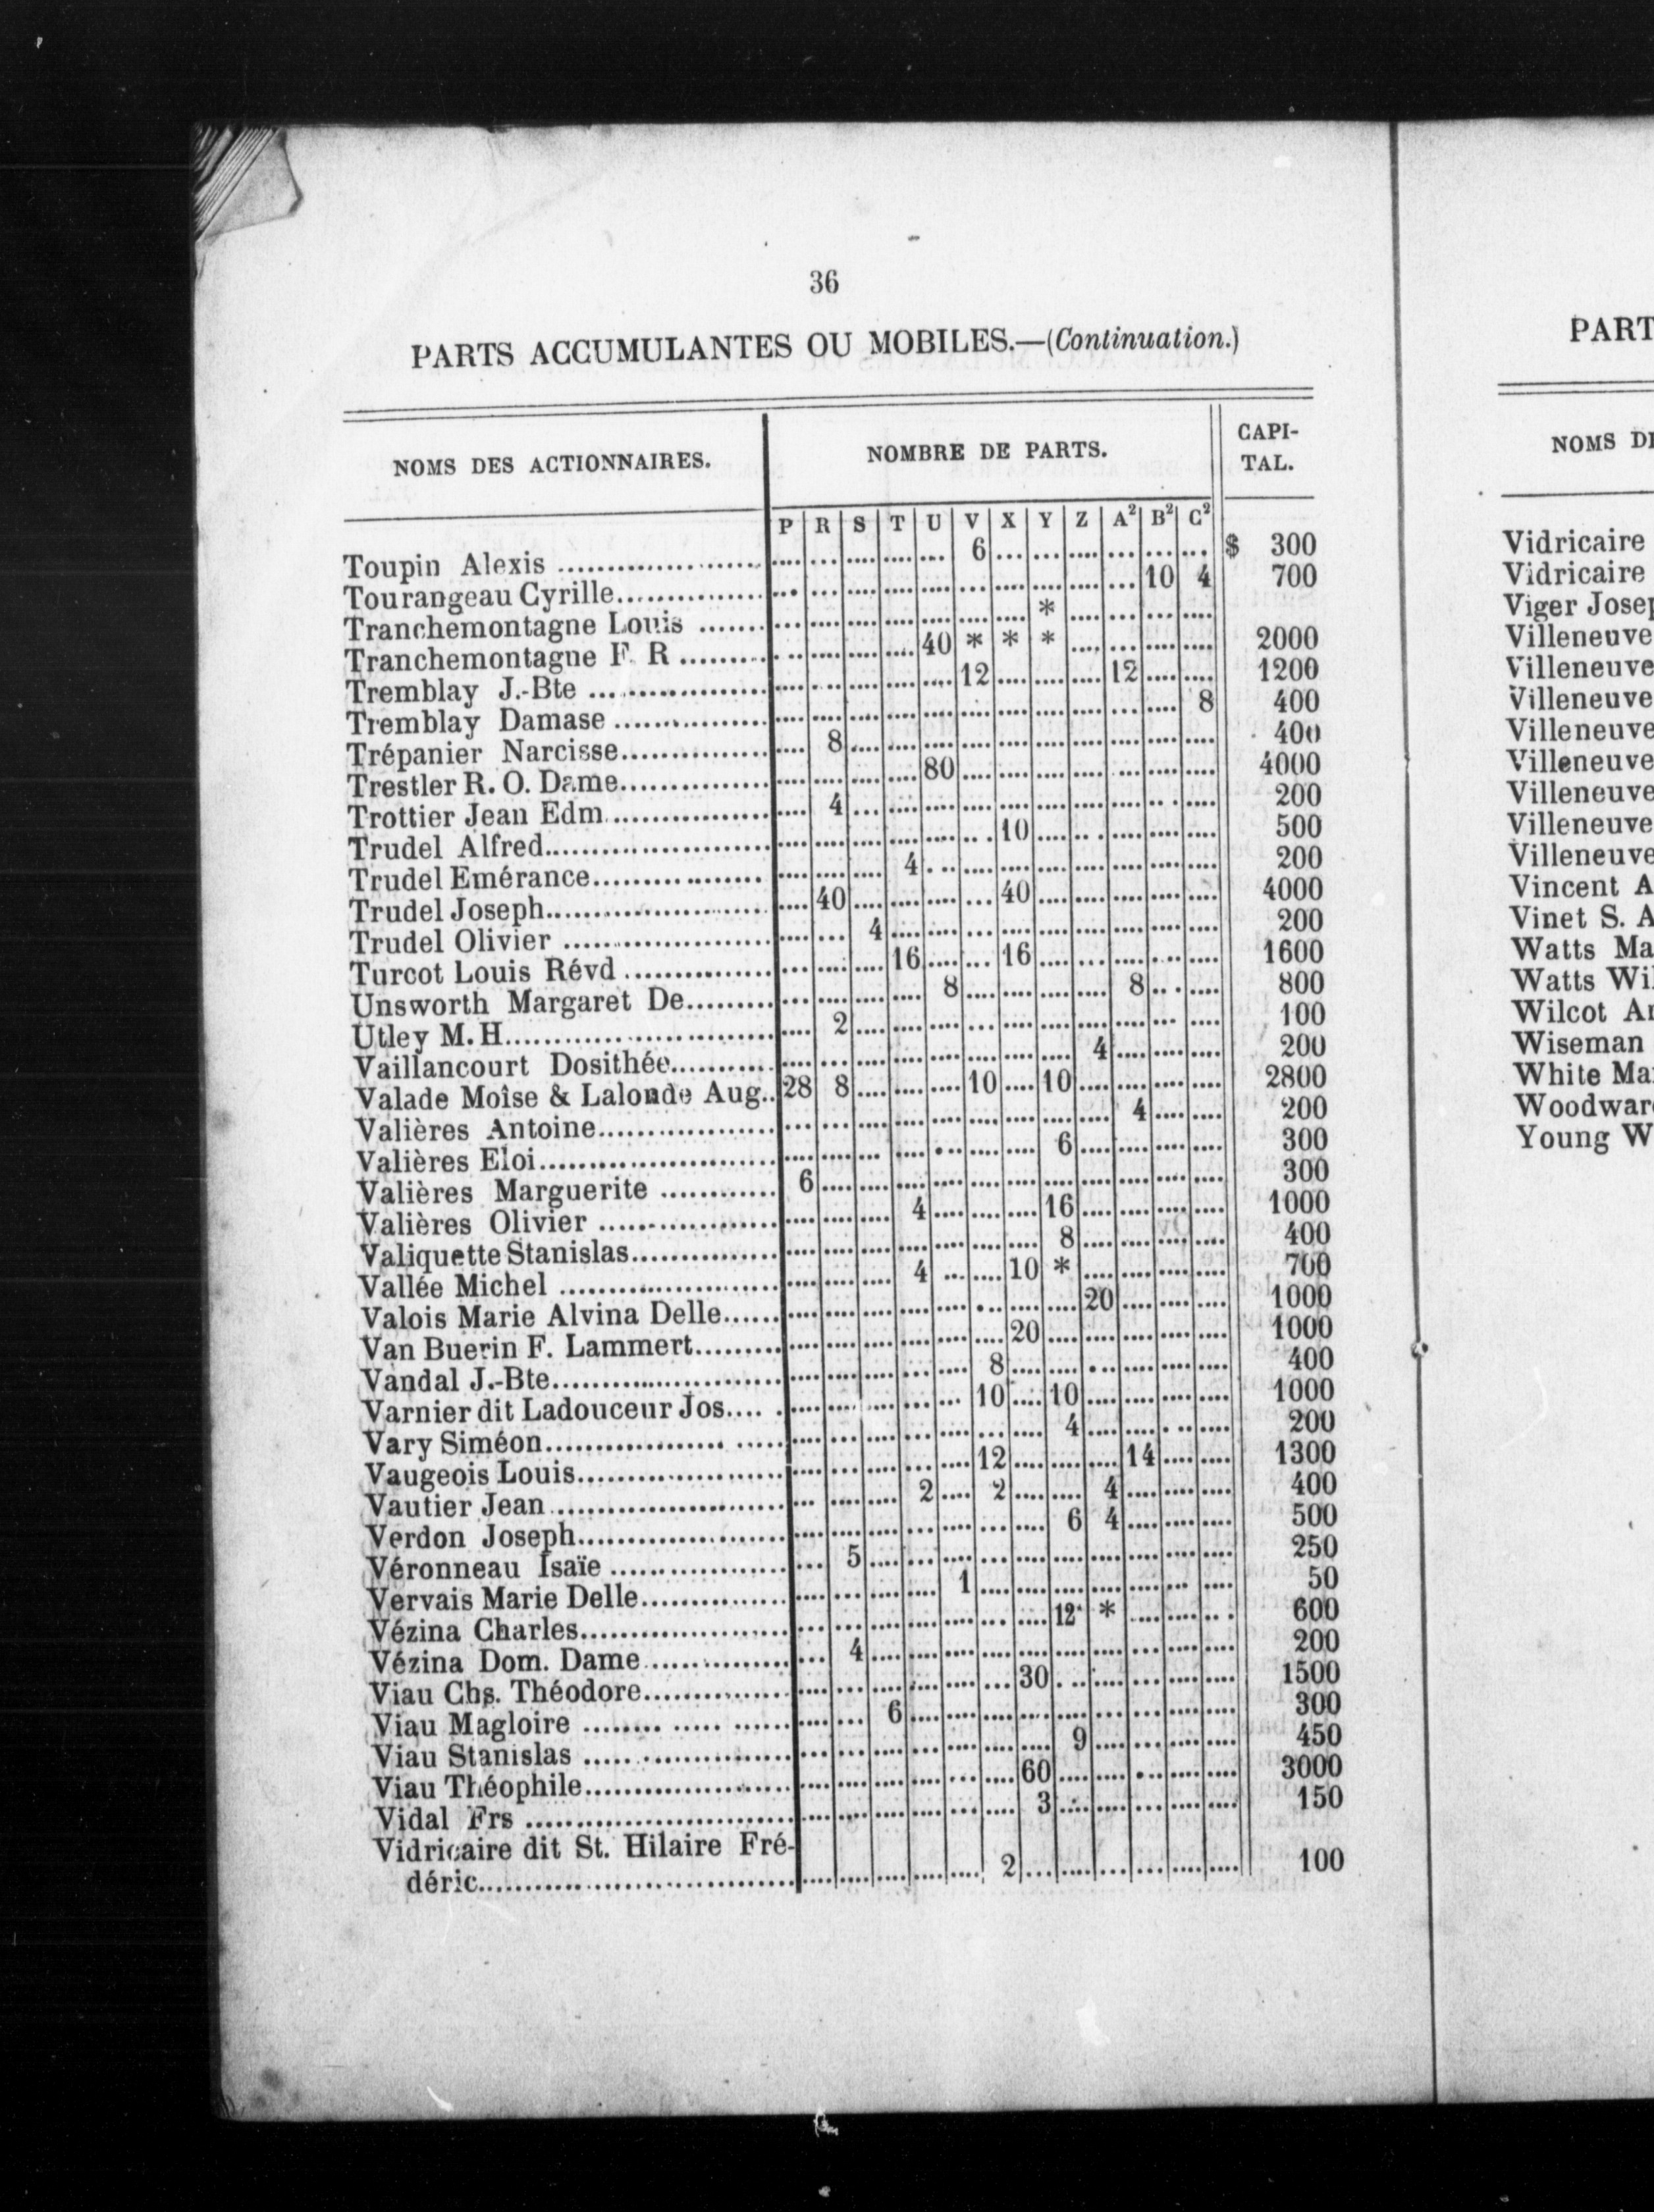 36
PARTS ACCUMULANTES OU MOBILES.—(Continuation.)
NOMS DES ACTIONNAIRES. NOMBRE DE PARTS. CAPI-
TAL.
P R S T U V X Y Z A² B² C²
Toupin Alexis 6 $ 300
Tourangeau Cyrille 10 4 700
Tranchemontagne Louis *
Tranchemontagne F. R 40 * * * 2000
Tremblay J.-Bte 12 12 1200
Tremblay Damase 8 400
Trépanier Narcisse 8 400
Trestler R. O. Dame 80 4000
Trottier Jean Edm 4 200
Trudel Alfred 10 500
Trudel Emérance 4 200
Trudel Joseph 40 40 4000
Trudel Olivier 4 200
Turcot Louis Révd 16 16 1600
Unsworth Margaret De 8 8 800
Utley M. H 2 100
Vaillancourt Dosithée 4 200
Valade Moîse & Lalonde Aug.. 28 8 10 10 2800
Valières Antoine 4 200
Valières Eloi 6 300
Valières Marguerite 6 300
Valières Olivier 4 16 1000
Valiquette Stanislas 8 400
Vallée Michel 4 10 * 700
Valois Marie Alvina Delle 20 1000
Van Buerin F. Lammert 20 1000
Vandal J.-Bte 8 400
Varnier dit Ladouceur Jos 10 10 1000
Vary Siméon 4 200
Vaugeois Louis 12 14 1300
Vautier Jean 2 2 4 400
Verdon Joseph 6 4 500
Véronneau Isaïe 5 250
Vervais Marie Delle 1 50
Vézina Charles 12 * 600
Vézina Dom. Dame 4 200
Viau Chs. Théodore 30 1500
Viau Magloire 6 300
Viau Stanislas 9 450
Viau Théophile 60 3000
Vidal Frs 3 150
Vidricaire dit St. Hilaire Fré-
déric 2 100
PART
NOMS DE
Vidricaire
Vidricaire
Viger Josep
Villeneuve
Villeneuve
Villeneuve
Villeneuve
Villeneuve
Villeneuve
Villeneuve
Villeneuve
Vincent A
Vinet S. A
Watts Ma
Watts Wil
Wilcot Ar
Wiseman
White Ma
Woodward
Young W